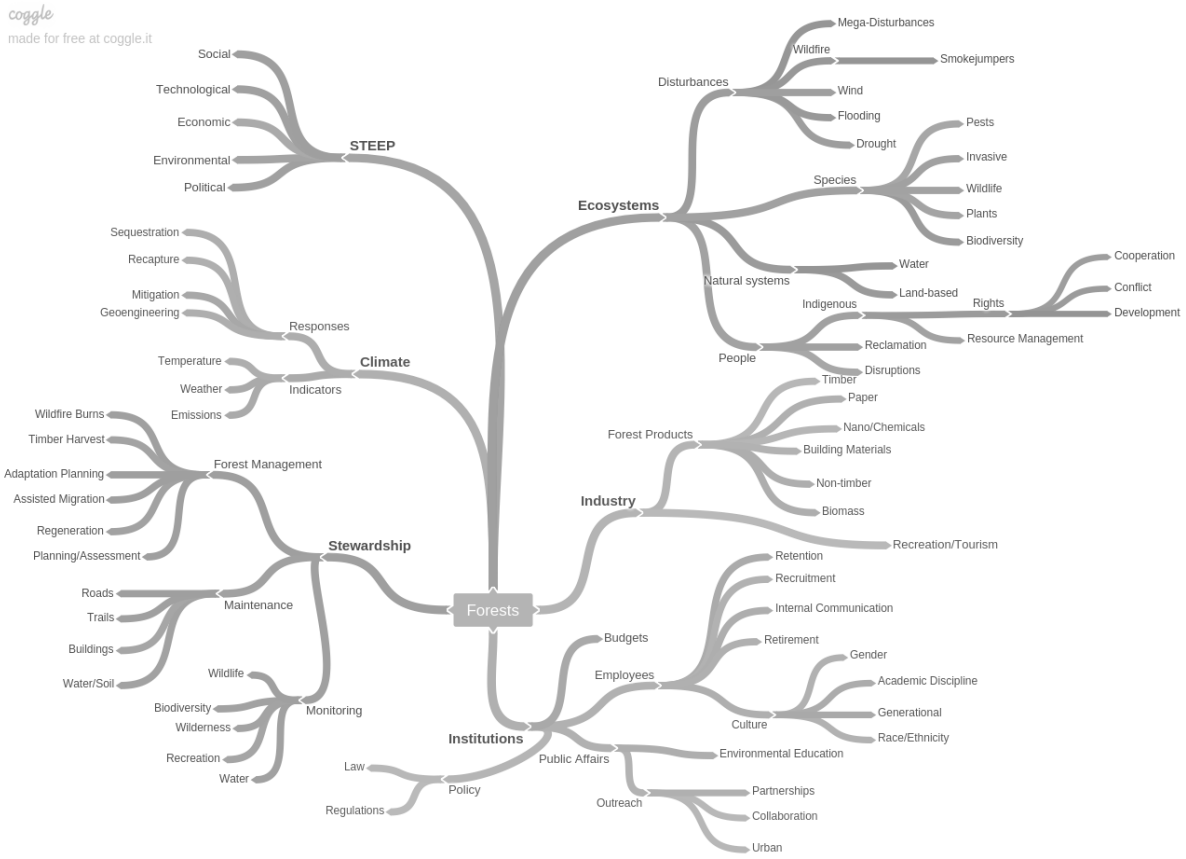 coggle
made for free at coggle.it
Social
Technological
Economic
Environmental
Political
STEEP
Sequestration
Recapture
Mitigation
Geoengineering
Responses
Climate
Temperature
Weather
Emissions
Indicators
Wildfire Burns
Timber Harvest
Adaptation Planning
Assisted Migration
Regeneration
Planning/Assessment
Forest Management
Stewardship
Roads
Trails
Buildings
Water/Soil
Maintenance
Wildlife
Biodiversity
Wilderness
Recreation
Water
Monitoring
Forests
Ecosystems
Disturbances
Mega-Disturbances
Wildfire
Smokejumpers
Wind
Flooding
Drought
Species
Pests
Invasive
Wildlife
Plants
Biodiversity
Natural systems
Water
Land-based
People
Indigenous
Rights
Cooperation
Conflict
Development
Resource Management
Reclamation
Disruptions
Industry
Forest Products
Timber
Paper
Nano/Chemicals
Building Materials
Non-timber
Biomass
Recreation/Tourism
Institutions
Budgets
Employees
Retention
Recruitment
Internal Communication
Retirement
Culture
Gender
Academic Discipline
Generational
Race/Ethnicity
Public Affairs
Environmental Education
Outreach
Partnerships
Collaboration
Urban
Policy
Law
Regulations